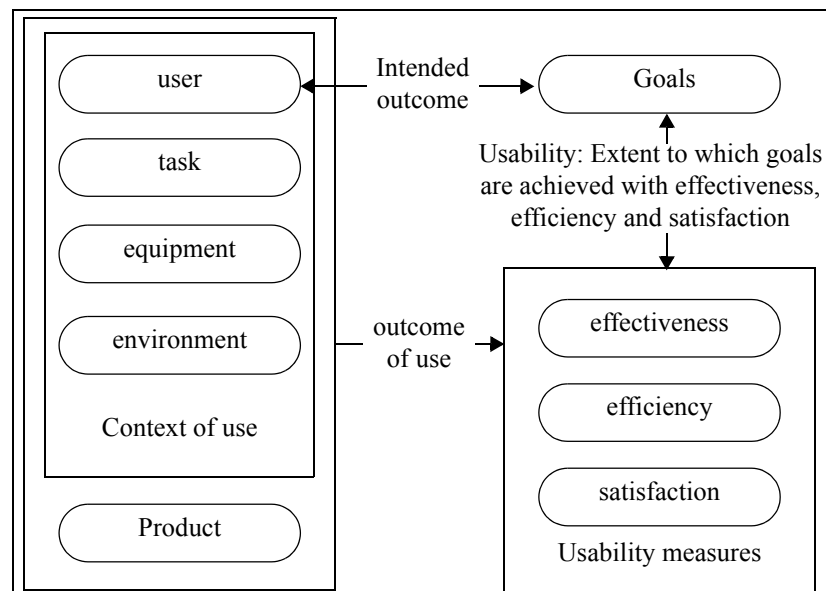 user
task
equipment
environment
Context of use
Product
Intended
outcome
outcome
of use
Goals
Usability: Extent to which goals
are achieved with effectiveness,
efficiency and satisfaction
effectiveness
efficiency
satisfaction
Usability measures